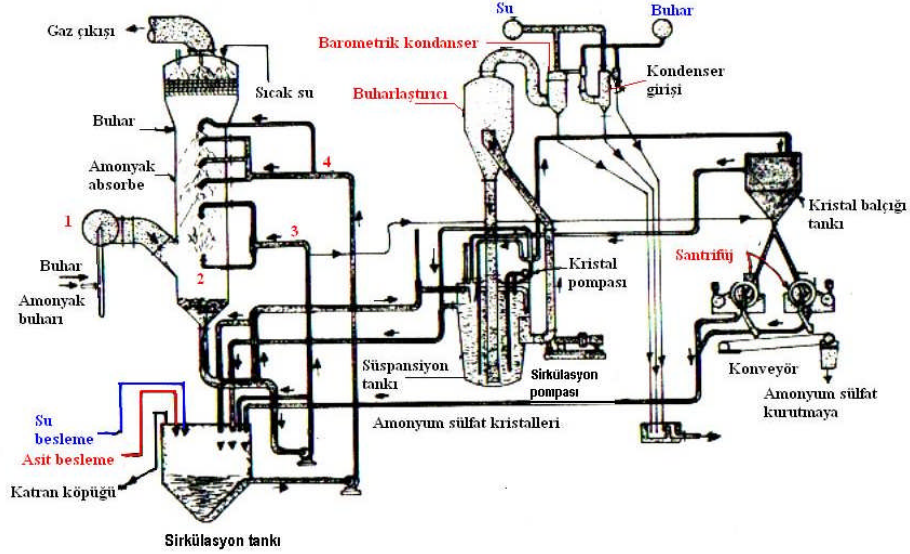 Su
Buhar
Gaz çıkışı
Barometrik kondanser
Sıcak su
Kondenser
girişi
Buharlaştırıcı
Buhar
4
Amonyak
absorbe
Kristal balçığı
tankı
1
3
Santrifüj
2
Kristal
pompası
Buhar
Amonyak
buharı
Süspansiyon
tankı
Sirkülasyon
pompası
Konveyör
Amonyum sülfat
kurutmaya
Amonyum sülfat kristalleri
Su
besleme
Asit besleme
Katran köpüğü
Sirkülasyon tankı